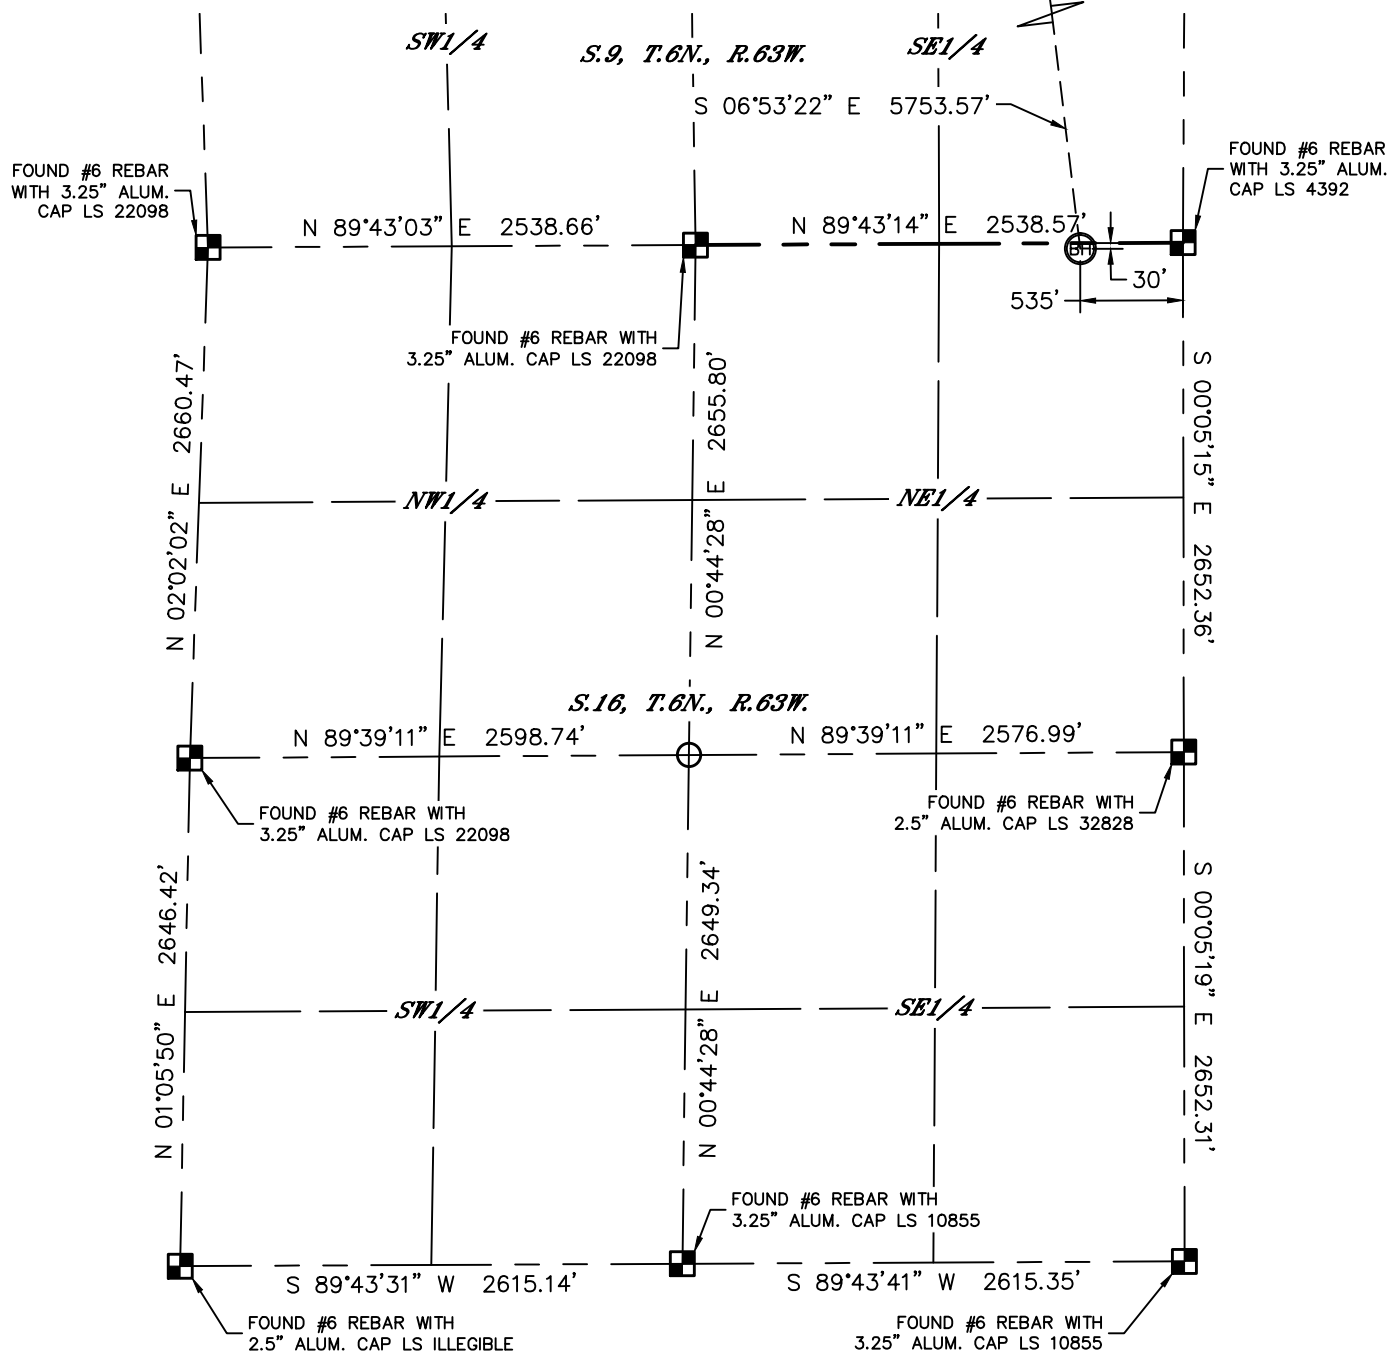 SW1/4
S.9, T.6N., R.63W.
SE1/4
S 06°53'22" E 5753.57'
FOUND #6 REBAR
WITH 3.25" ALUM.
CAP LS 22098
FOUND #6 REBAR
WITH 3.25" ALUM.
CAP LS 4392
N 89°43'03" E 2538.66'
N 89°43'14" E 2538.57'
BH
30'
535'
FOUND #6 REBAR WITH
3.25" ALUM. CAP LS 22098
N 02°02'02" E 2660.47'
N 00°44'28" E 2655.80'
S 00°05'15" E 2652.36'
NW1/4
NE1/4
S.16, T.6N., R.63W.
N 89°39'11" E 2598.74'
N 89°39'11" E 2576.99'
FOUND #6 REBAR WITH
3.25" ALUM. CAP LS 22098
FOUND #6 REBAR WITH
2.5" ALUM. CAP LS 32828
N 01°05'50" E 2646.42'
N 00°44'28" E 2649.34'
S 00°05'19" E 2652.31'
SW1/4
SE1/4
FOUND #6 REBAR WITH
3.25" ALUM. CAP LS 10855
S 89°43'31" W 2615.14'
S 89°43'41" W 2615.35'
FOUND #6 REBAR WITH
2.5" ALUM. CAP LS ILLEGIBLE
FOUND #6 REBAR WITH
3.25" ALUM. CAP LS 10855